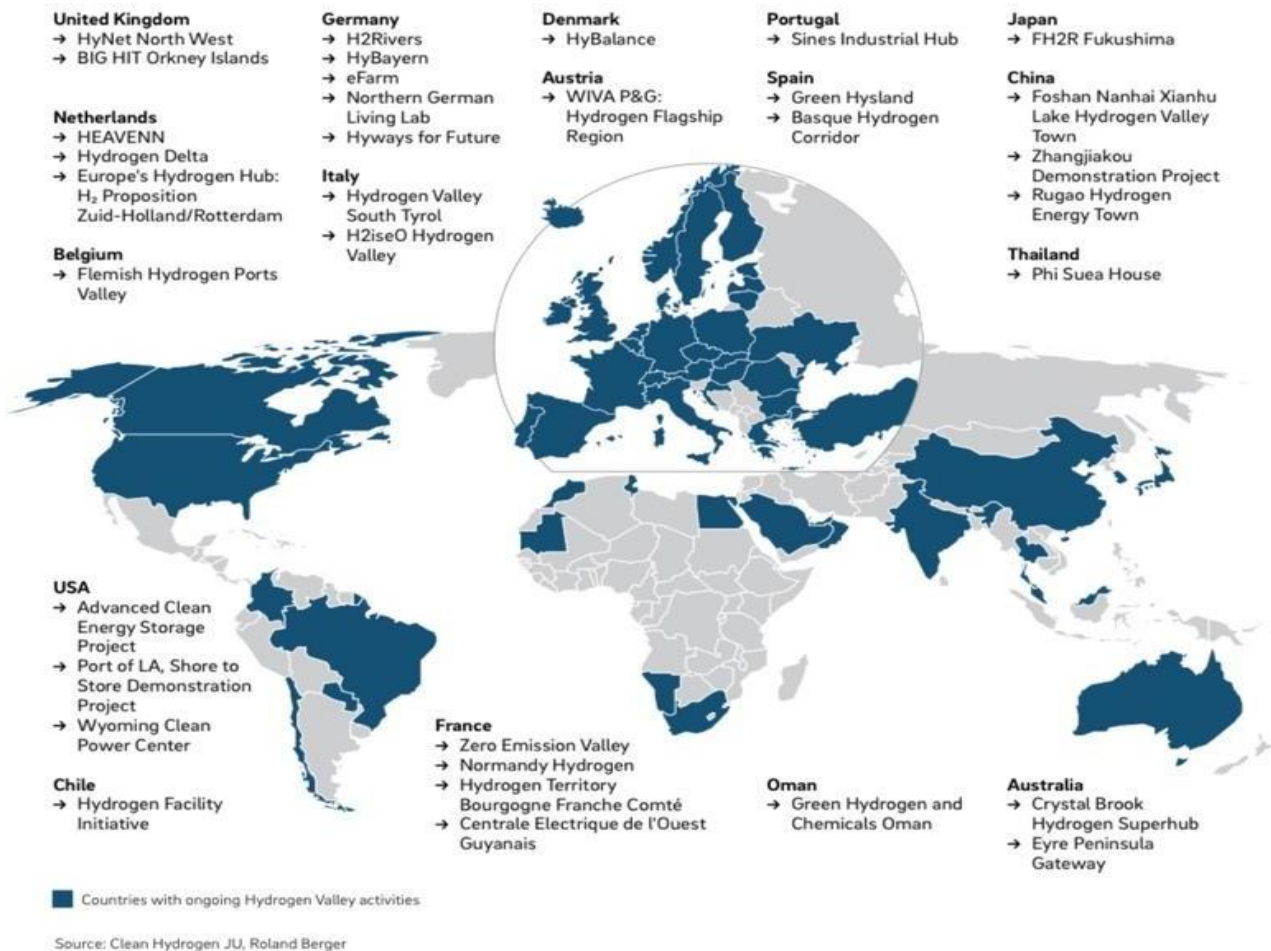 United Kingdom
→ HyNet North West
→ BIG HIT Orkney Islands
Netherlands
→ HEAVENN
→ Hydrogen Delta
→ Europe's Hydrogen Hub:
H₂ Proposition
Zuid-Holland/Rotterdam
Belgium
→ Flemish Hydrogen Ports
Valley
Germany
→ H2Rivers
→ HyBayern
→ eFarm
→ Northern German
Living Lab
→ Hyways for Future
Italy
→ Hydrogen Valley
South Tyrol
→ H2iseO Hydrogen
Valley
Denmark
→ HyBalance
Austria
→ WIVA P&G:
Hydrogen Flagship
Region
Portugal
→ Sines Industrial Hub
Spain
→ Green Hysland
→ Basque Hydrogen
Corridor
Japan
→ FH2R Fukushima
China
→ Foshan Nanhai Xianhu
Lake Hydrogen Valley
Town
→ Zhangjiakou
Demonstration Project
→ Rugao Hydrogen
Energy Town
Thailand
→ Phi Suea House
USA
→ Advanced Clean
Energy Storage
Project
→ Port of LA, Shore to
Store Demonstration
Project
→ Wyoming Clean
Power Center
Chile
→ Hydrogen Facility
Initiative
France
→ Zero Emission Valley
→ Normandy Hydrogen
→ Hydrogen Territory
Bourgogne Franche Comté
→ Centrale Electrique de l'Ouest
Guyanais
Oman
→ Green Hydrogen and
Chemicals Oman
Australia
→ Crystal Brook
Hydrogen Superhub
→ Eyre Peninsula
Gateway
Countries with ongoing Hydrogen Valley activities
Source: Clean Hydrogen JU, Roland Berger